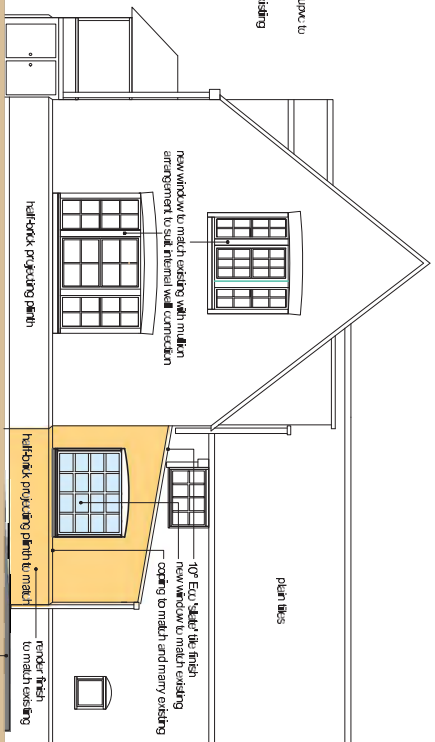 upvc to
existing
new window to match existing with mullion
arrangement to suit internal wall connection
half-brick projecting plinth
plain tiles
10° Eco 'slate' tile finish
new window to match existing
coping to match and marry existing
half-brick projecting plinth to match
render finish
to match existing